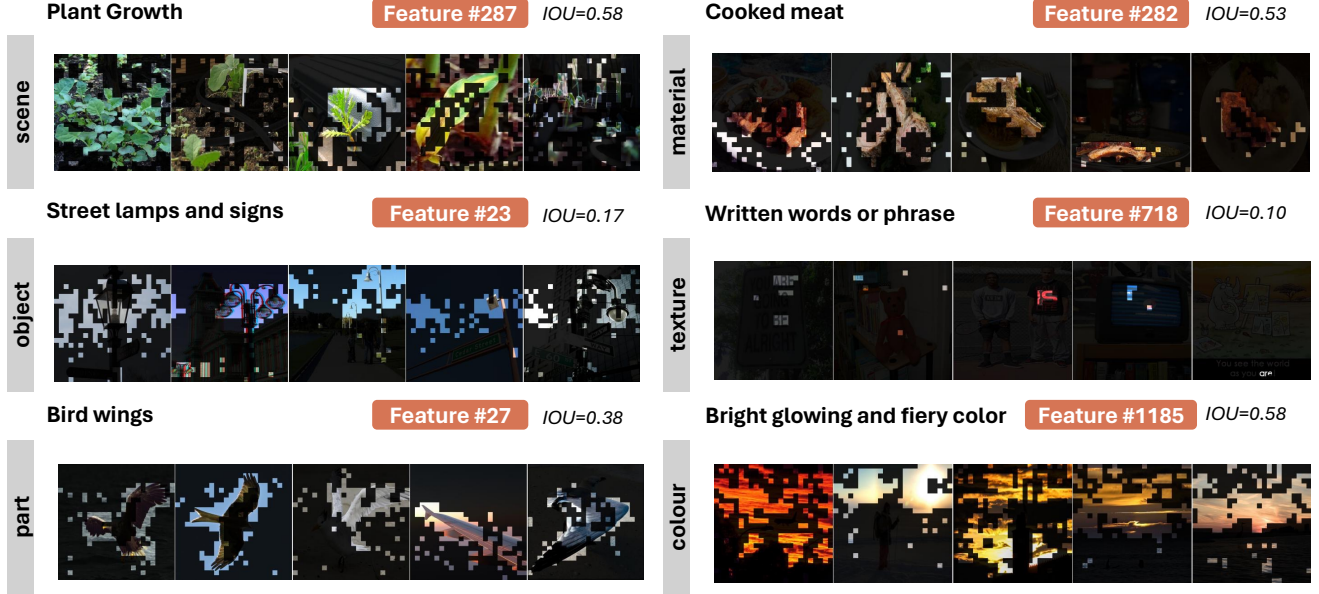 Plant Growth Feature #287 IOU=0.58
scene
Street lamps and signs Feature #23 IOU=0.17
object
Bird wings Feature #27 IOU=0.38
part
Cooked meat Feature #282 IOU=0.53
material
Written words or phrase Feature #718 IOU=0.10
texture
You see the world
as you are!
Bright glowing and fiery color Feature #1185 IOU=0.58
colour